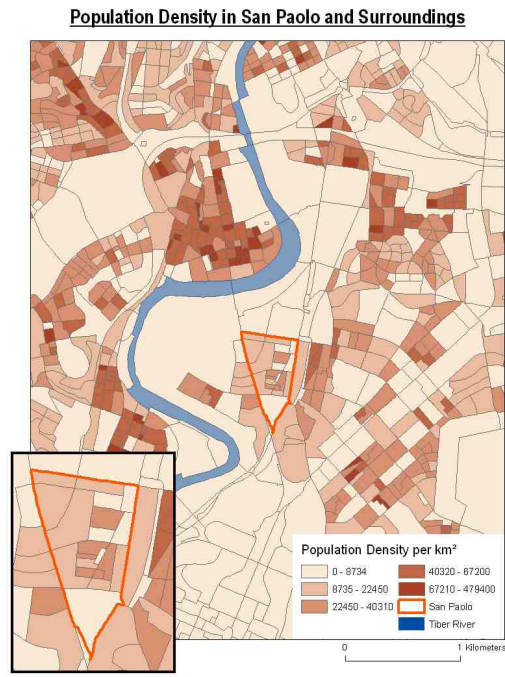 Population Density in San Paolo and Surroundings
Population Density per km²
0 - 8734
8735 - 22450
22450 - 40310
40320 - 67200
67210 - 479400
San Paolo
Tiber River
0 1 Kilometers